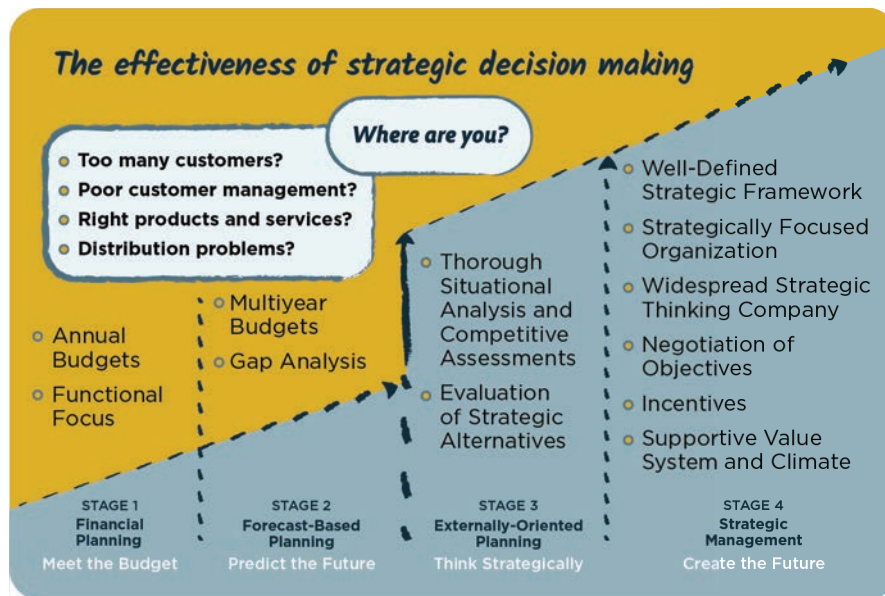 The effectiveness of strategic decision making
Where are you?
Too many customers?
Poor customer management?
Right products and services?
Distribution problems?
Annual
Budgets
Functional
Focus
Multiyear
Budgets
Gap Analysis
Thorough
Situational
Analysis and
Competitive
Assessments
Evaluation
of Strategic
Alternatives
Well-Defined
Strategic Framework
Strategically Focused
Organization
Widespread Strategic
Thinking Company
Negotiation of
Objectives
Incentives
Supportive Value
System and Climate
STAGE 1
Financial
Planning
Meet the Budget
STAGE 2
Forecast-Based
Planning
Predict the Future
STAGE 3
Externally-Oriented
Planning
Think Strategically
STAGE 4
Strategic
Management
Create the Future